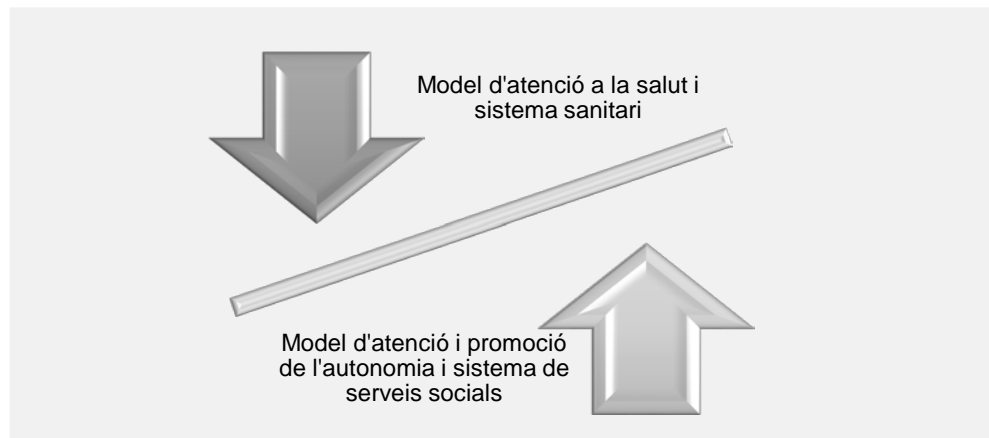 Model d'atenció a la salut i
sistema sanitari
Model d'atenció i promoció
de l'autonomia i sistema de
serveis socials